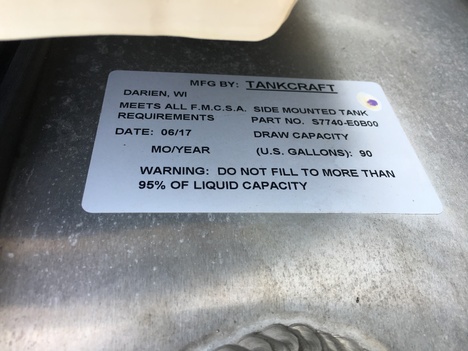 MFG BY: TANKCRAFT
DARIEN, WI
MEETS ALL F.M.C.S.A. SIDE MOUNTED TANK
REQUIREMENTS PART NO. S7740-E0B00
DATE: 06/17 DRAW CAPACITY
MO/YEAR (U.S. GALLONS): 90
WARNING: DO NOT FILL TO MORE THAN
95% OF LIQUID CAPACITY